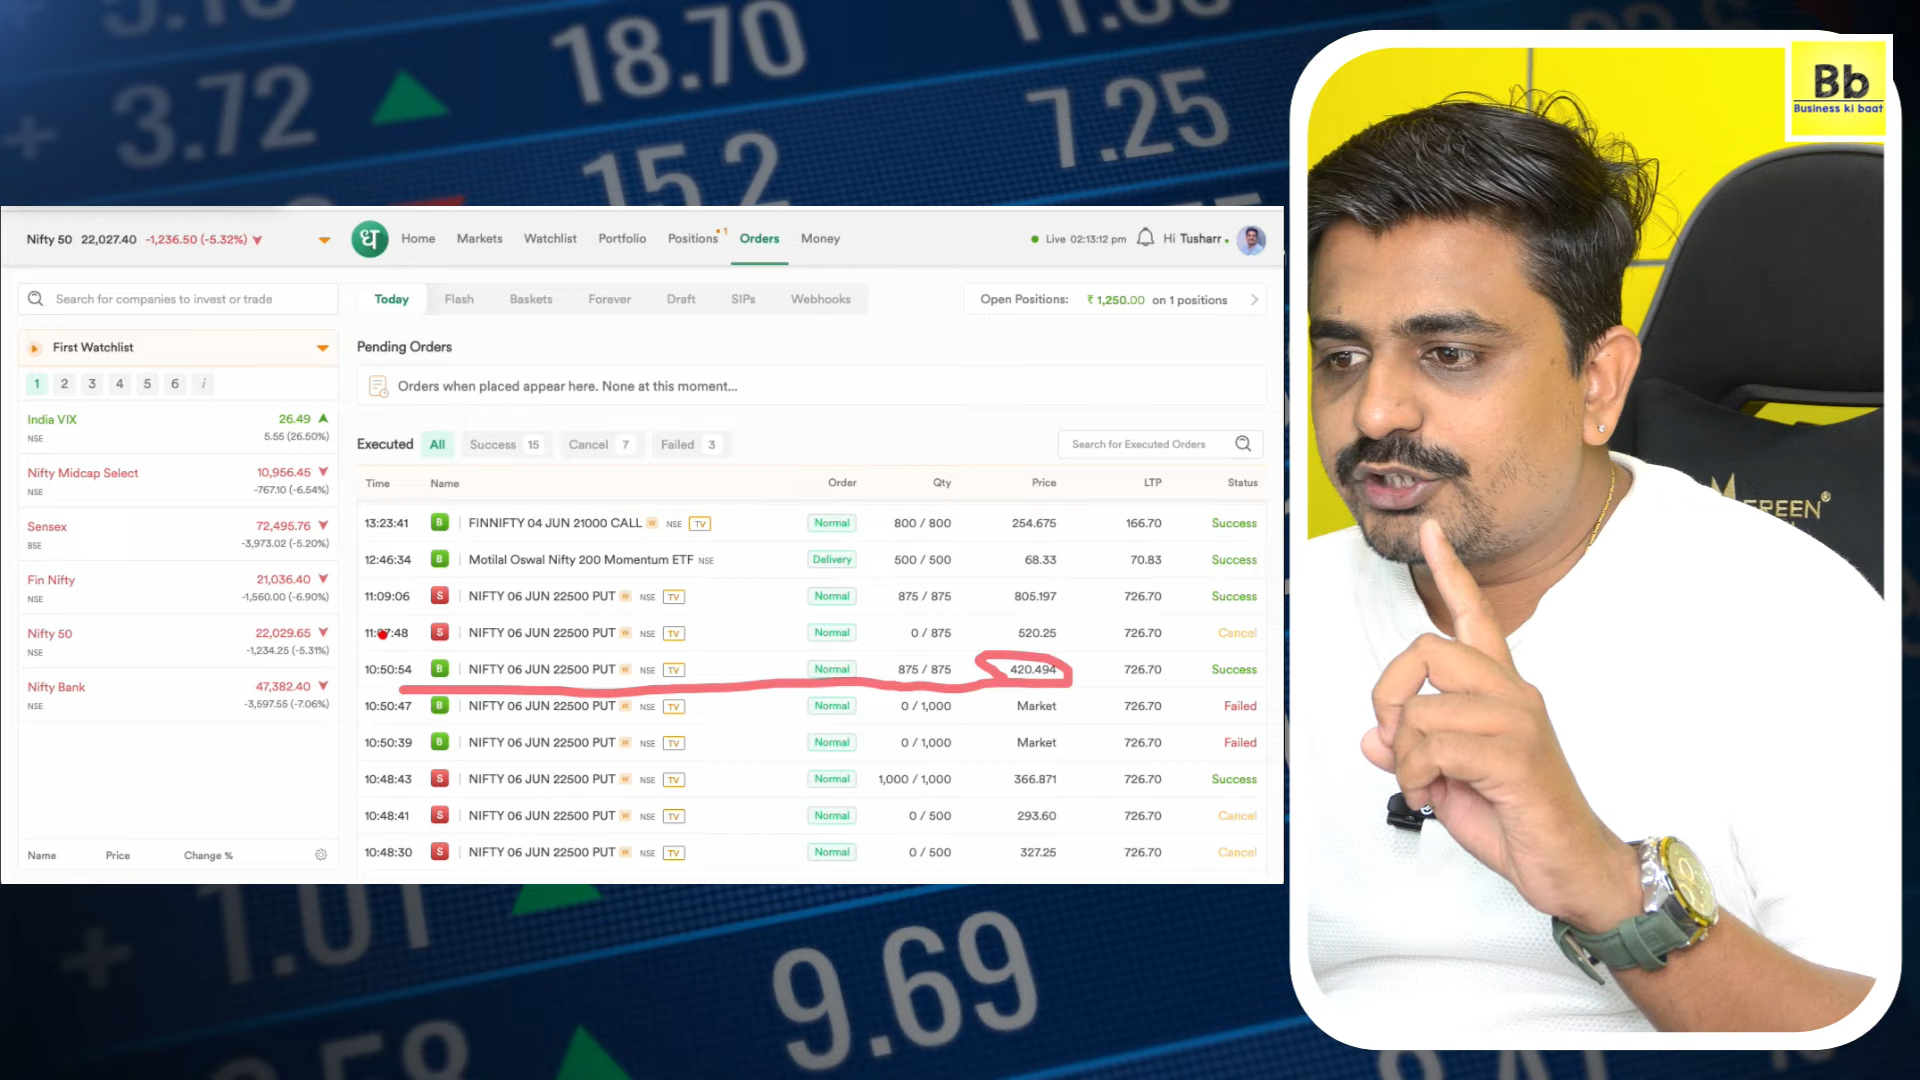 3.72
18.70
15.2
7.25
Bb
Business ki baat
Nifty 50 22,027.40 -1,236.50 (-5.32%)
ध
Home Markets Watchlist Portfolio Positions 1 Orders Money
Live 02:13:12 pm Hi Tusharr
Search for companies to invest or trade
Today Flash Baskets Forever Draft SIPs Webhooks
Open Positions: ₹ 1,250.00 on 1 positions
First Watchlist
1 2 3 4 5 6 i
India VIX 26.49
NSE 5.55 (26.50%)
Nifty Midcap Select 10,956.45
NSE -767.10 (-6.54%)
Sensex 72,495.76
BSE -3,973.02 (-5.20%)
Fin Nifty 21,036.40
NSE -1,560.00 (-6.90%)
Nifty 50 22,029.65
NSE -1,234.25 (-5.31%)
Nifty Bank 47,382.40
NSE -3,597.55 (-7.06%)
Name Price Change %
Pending Orders
Orders when placed appear here. None at this moment...
Executed All Success 15 Cancel 7 Failed 3
Search for Executed Orders
Time Name Order Qty Price LTP Status
13:23:41 B FINNIFTY 04 JUN 21000 CALL W NSE TV Normal 800 / 800 254.675 166.70 Success
12:46:34 B Motilal Oswal Nifty 200 Momentum ETF NSE Delivery 500 / 500 68.33 70.83 Success
11:09:06 S NIFTY 06 JUN 22500 PUT W NSE TV Normal 875 / 875 805.197 726.70 Success
11:07:48 S NIFTY 06 JUN 22500 PUT W NSE TV Normal 0 / 875 520.25 726.70 Cancel
10:50:54 B NIFTY 06 JUN 22500 PUT W NSE TV Normal 875 / 875 420.494 726.70 Success
10:50:47 B NIFTY 06 JUN 22500 PUT W NSE TV Normal 0 / 1,000 Market 726.70 Failed
10:50:39 B NIFTY 06 JUN 22500 PUT W NSE TV Normal 0 / 1,000 Market 726.70 Failed
10:48:43 S NIFTY 06 JUN 22500 PUT W NSE TV Normal 1,000 / 1,000 366.871 726.70 Success
10:48:41 S NIFTY 06 JUN 22500 PUT W NSE TV Normal 0 / 500 293.60 726.70 Cancel
10:48:30 S NIFTY 06 JUN 22500 PUT W NSE TV Normal 0 / 500 327.25 726.70 Cancel
9.69